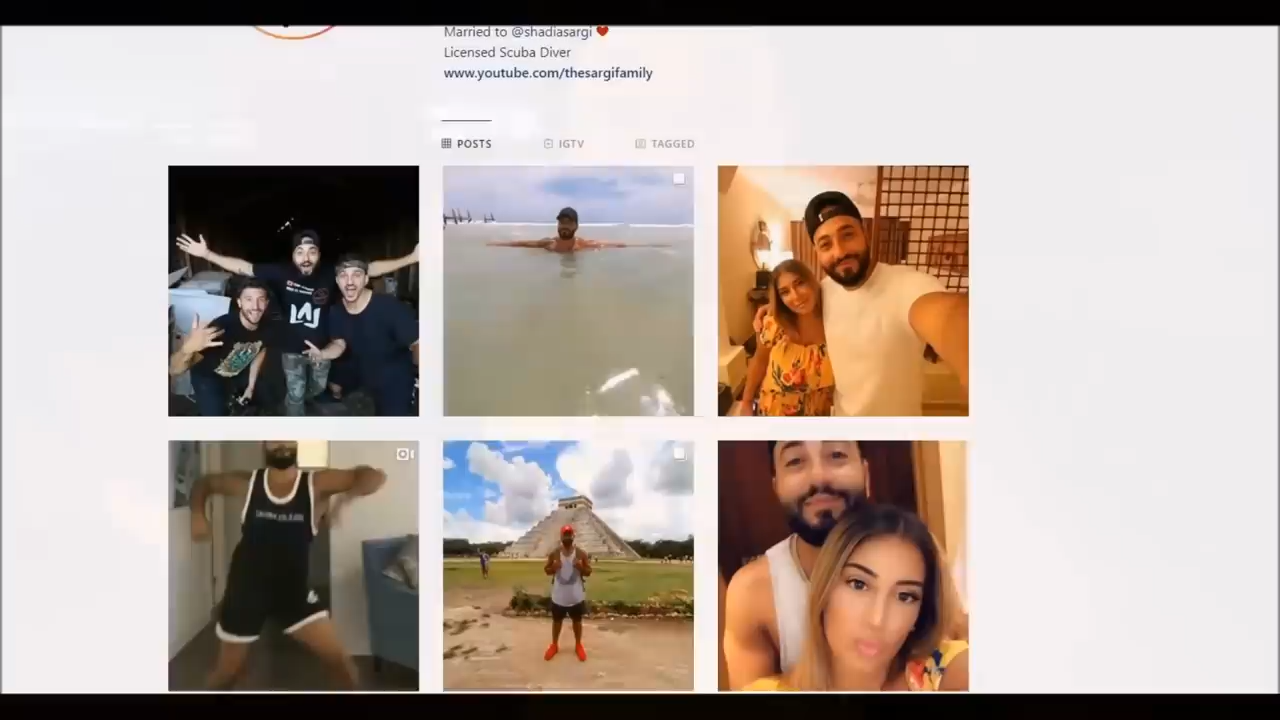 Married to @shadiasargi
Licensed Scuba Diver
www.youtube.com/thesargifamily
POSTS
IGTV
TAGGED